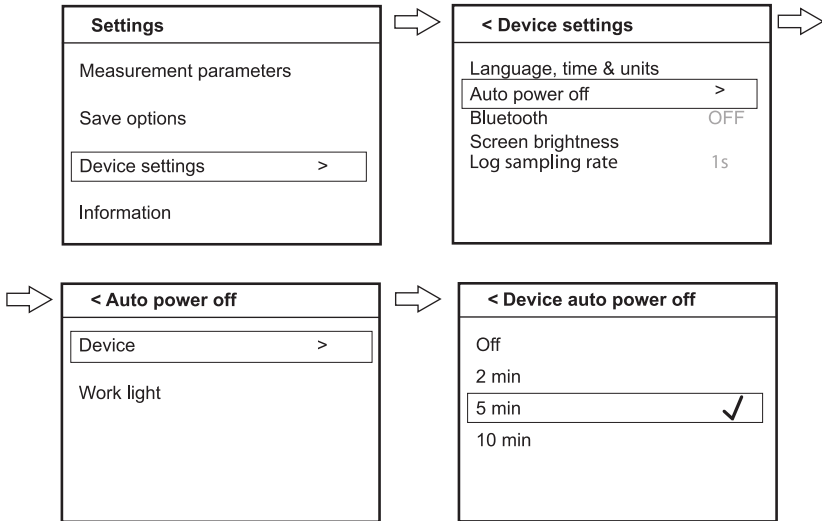 Settings
Measurement parameters
Save options
Device settings >
Information
< Device settings
Language, time & units
Auto power off >
Bluetooth OFF
Screen brightness
Log sampling rate 1s
< Auto power off
Device >
Work light
< Device auto power off
Off
2 min
5 min
10 min